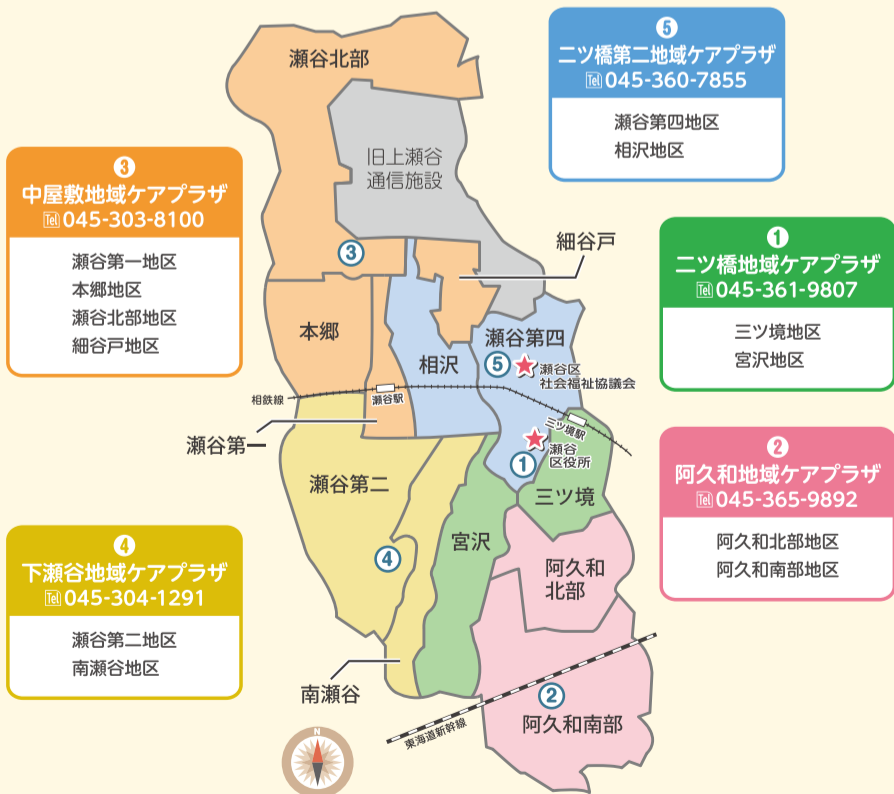 ⑤
二ツ橋第二地域ケアプラザ
Tel 045-360-7855
瀬谷第四地区
相沢地区
③
中屋敷地域ケアプラザ
Tel 045-303-8100
瀬谷第一地区
本郷地区
瀬谷北部地区
細谷戸地区
①
二ツ橋地域ケアプラザ
Tel 045-361-9807
三ツ境地区
宮沢地区
②
阿久和地域ケアプラザ
Tel 045-365-9892
阿久和北部地区
阿久和南部地区
④
下瀬谷地域ケアプラザ
Tel 045-304-1291
瀬谷第二地区
南瀬谷地区
瀬谷北部
旧上瀬谷
通信施設
③
細谷戸
本郷
相沢
瀬谷第四
⑤
瀬谷区
社会福祉協議会
相鉄線
瀬谷駅
三ツ境駅
瀬谷第一
瀬谷
区役所
①
三ツ境
瀬谷第二
宮沢
④
阿久和
北部
南瀬谷
②
阿久和南部
東海道新幹線
N